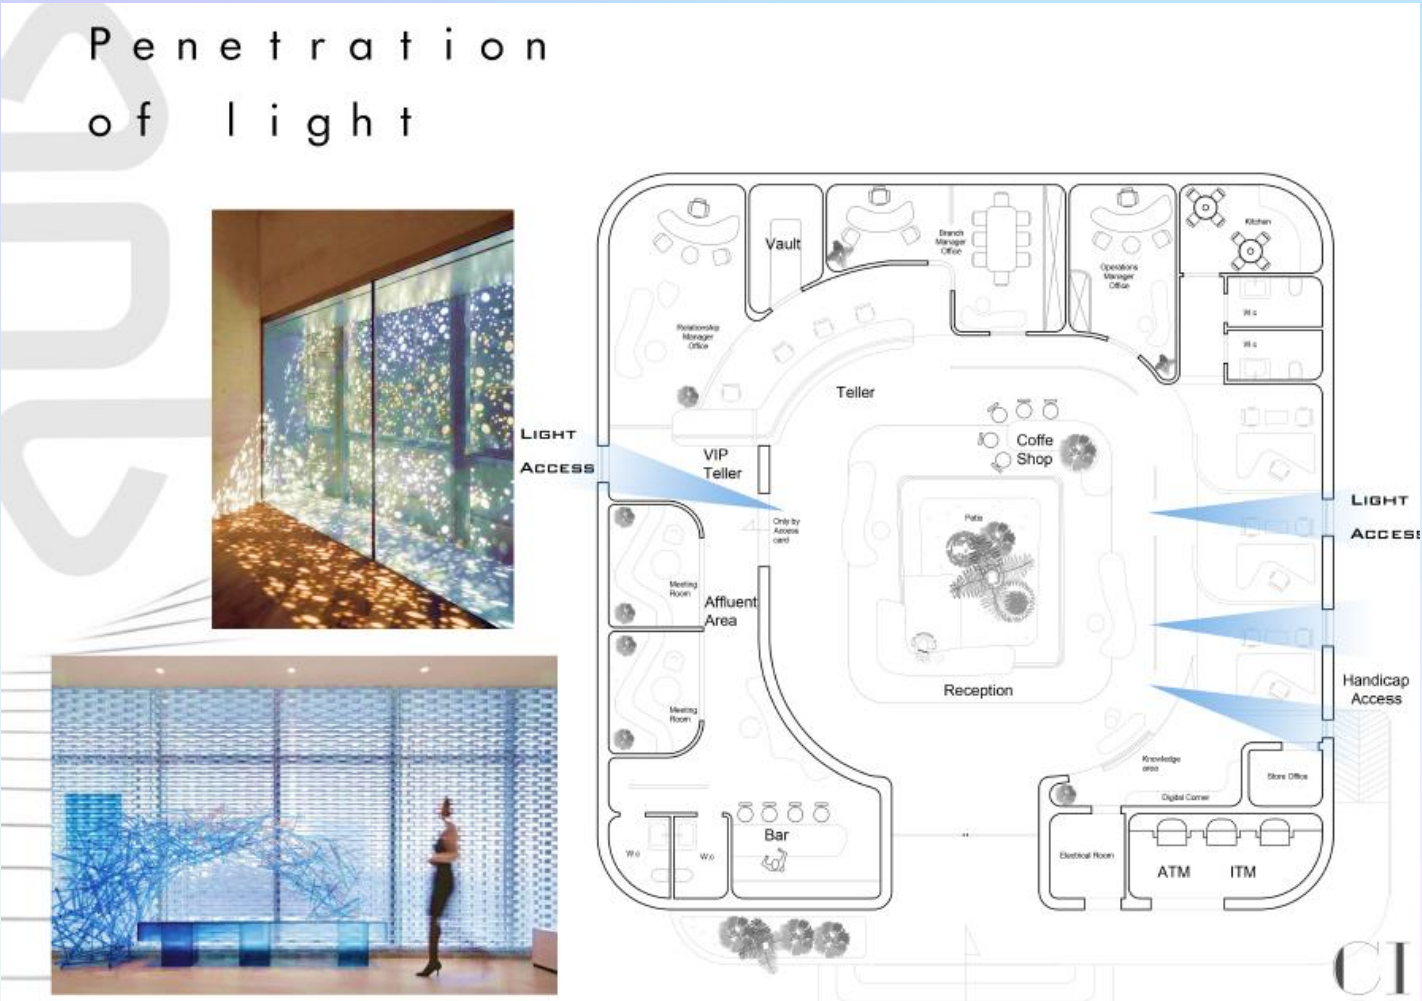 Penetration
of light
LIGHT
ACCESS
Vault
Branch
Manager
Office
Operations
Manager
Office
Kitchen
W.c
W.c
Relationship
Manager
Office
Teller
VIP
Teller
Only by
Access
card
Coffe
Shop
Patio
LIGHT
ACCESS
Meeting
Room
Affluent
Area
Meeting
Room
Reception
Handicap
Access
Knowledge
area
Digital Corner
Store Office
Bar
W.c
W.c
Electrical Room
ATM
ITM
CI